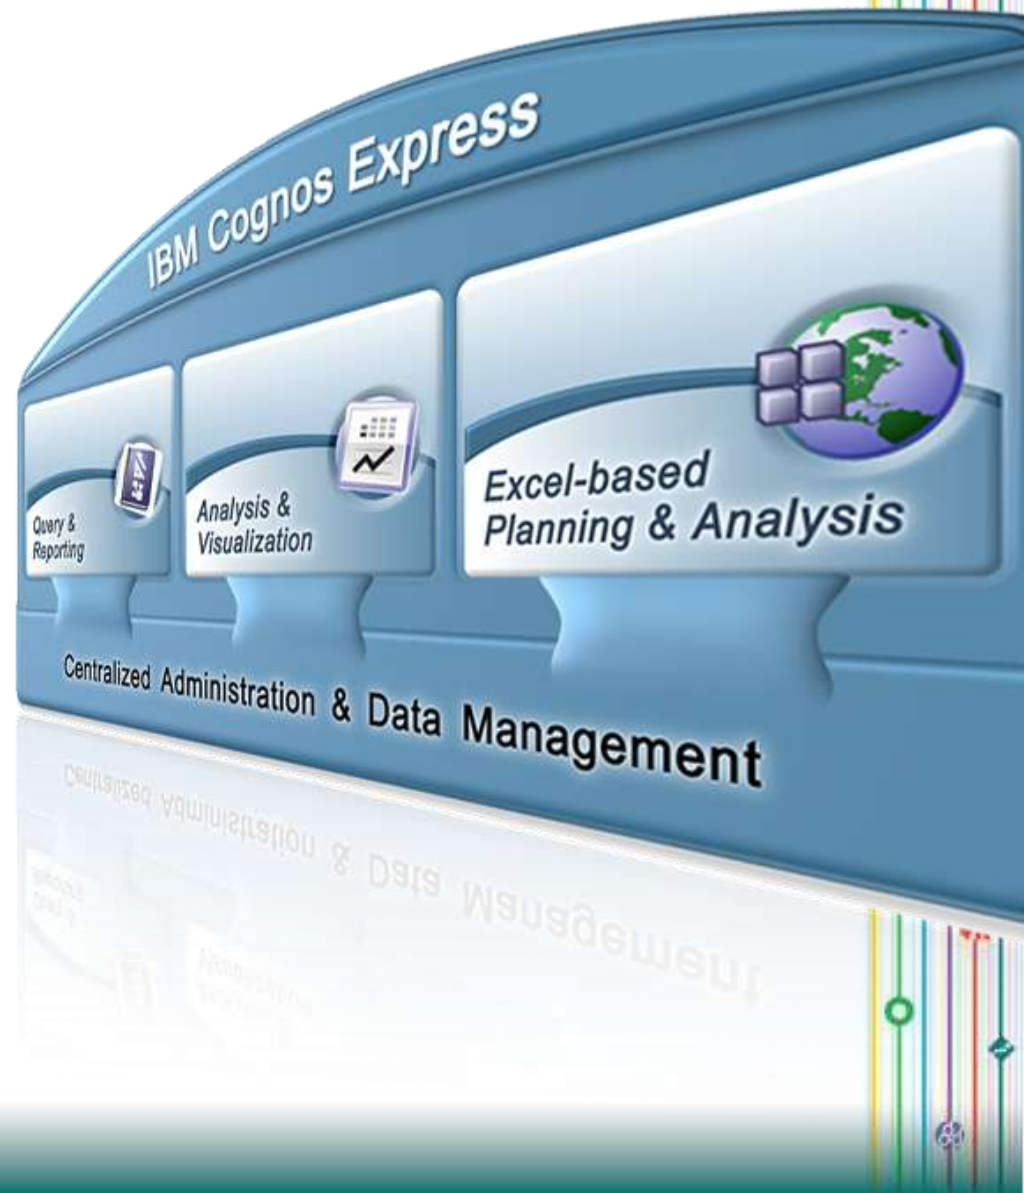 IBM Cognos Express
Query &
Reporting
Analysis &
Visualization
Excel-based
Planning & Analysis
Centralized Administration & Data Management